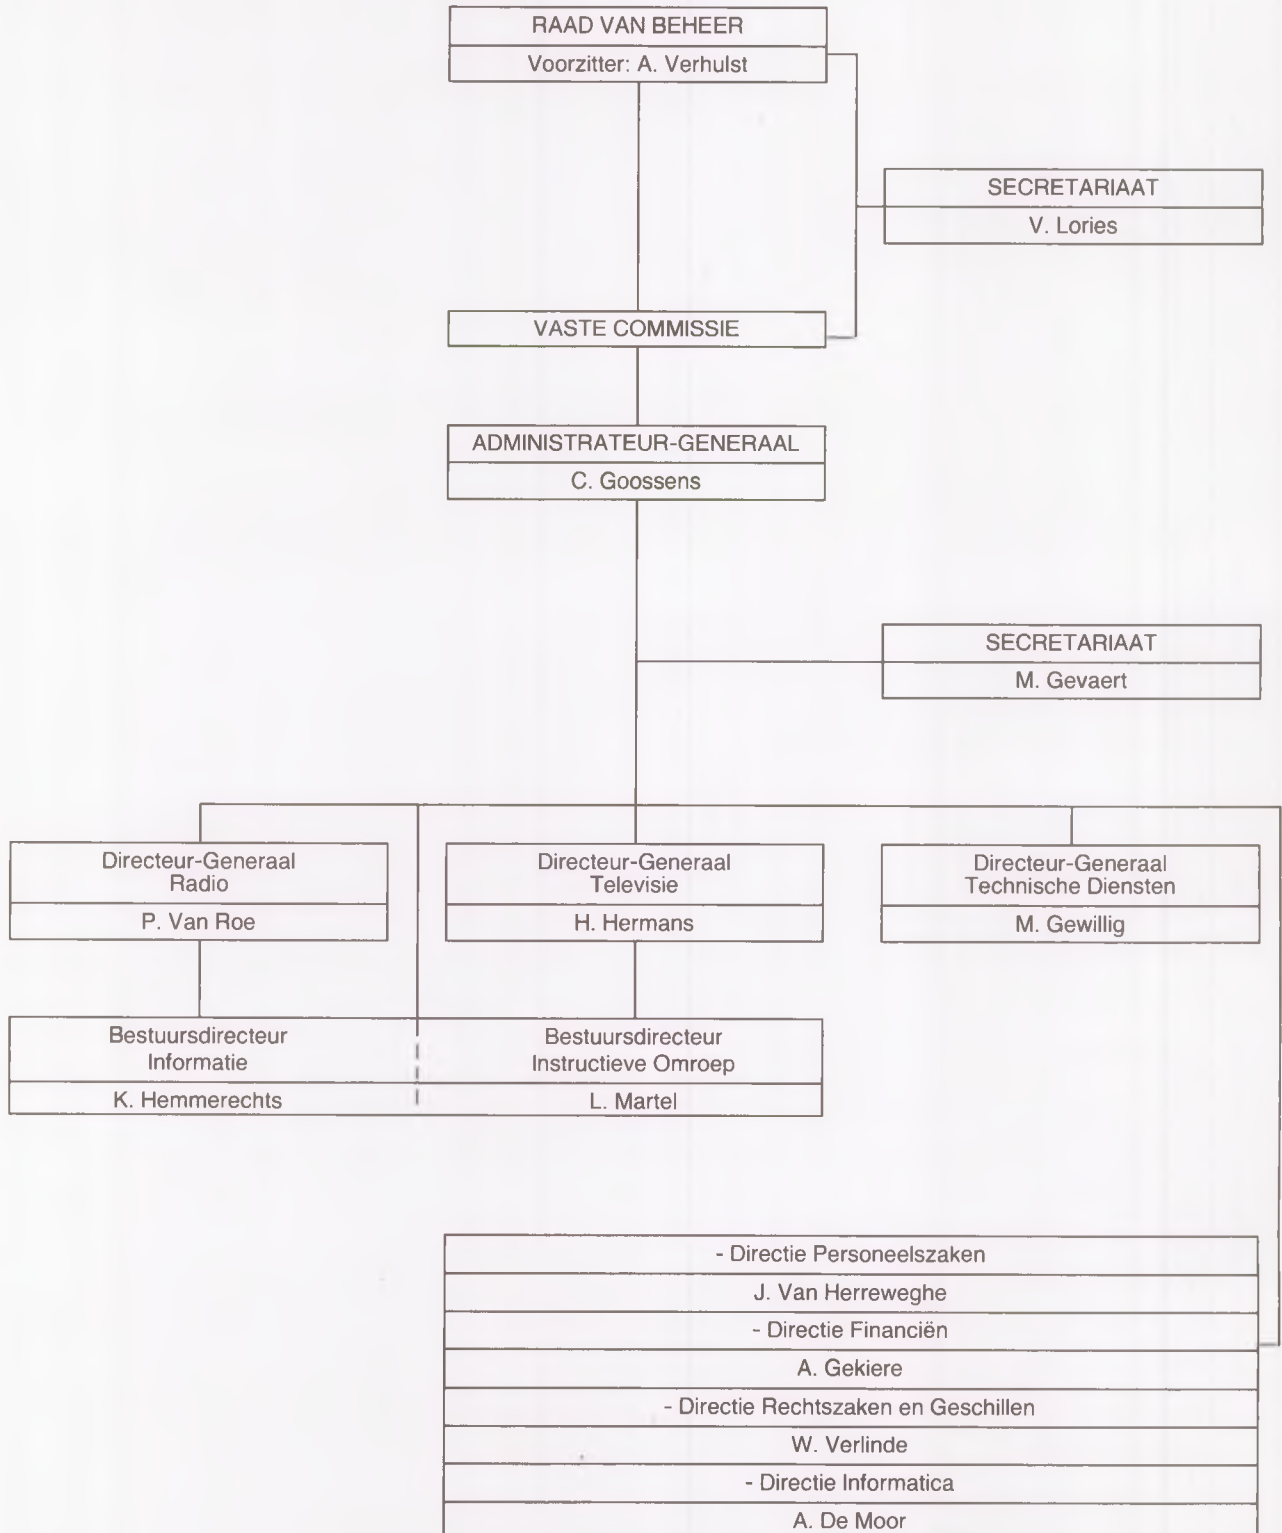 RAAD VAN BEHEER
Voorzitter: A. Verhulst
SECRETARIAAT
V. Lories
VASTE COMMISSIE
ADMINISTRATEUR-GENERAAL
C. Goossens
SECRETARIAAT
M. Gevaert
Directeur-Generaal
Radio
P. Van Roe
Directeur-Generaal
Televisie
H. Hermans
Directeur-Generaal
Technische Diensten
M. Gewillig
Bestuursdirecteur
Informatie
K. Hemmerechts
Bestuursdirecteur
Instructieve Omroep
L. Martel
- Directie Personeelszaken
J. Van Herreweghe
- Directie Financiën
A. Gekiere
- Directie Rechtszaken en Geschillen
W. Verlinde
- Directie Informatica
A. De Moor